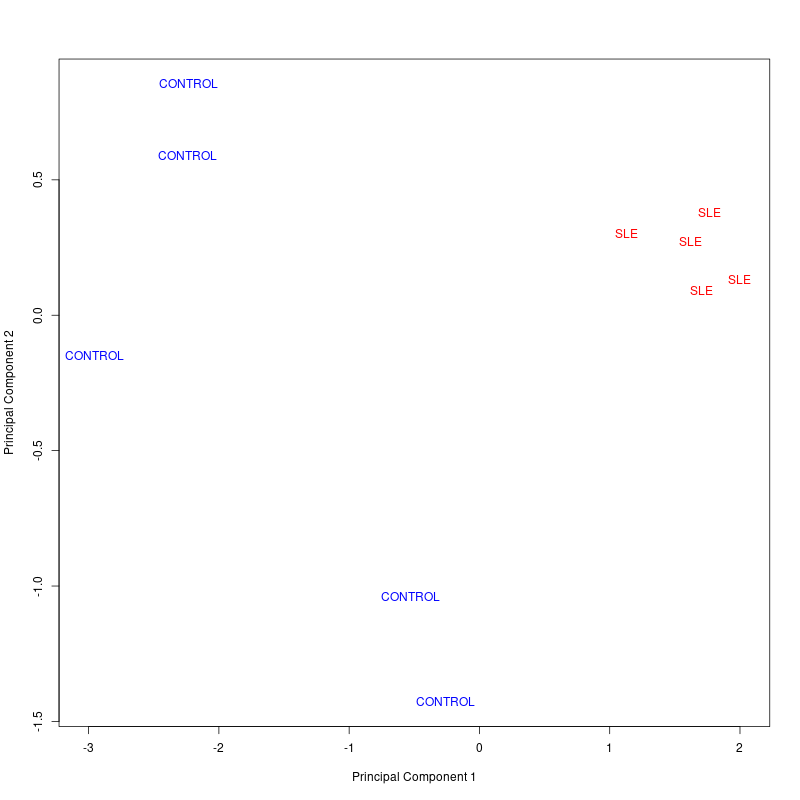 CONTROL
CONTROL
0.5
SLE
SLE
SLE
SLE
SLE
0.0
CONTROL
Principal Component 2
-0.5
-1.0
CONTROL
CONTROL
-1.5
-3 -2 -1 0 1 2
Principal Component 1